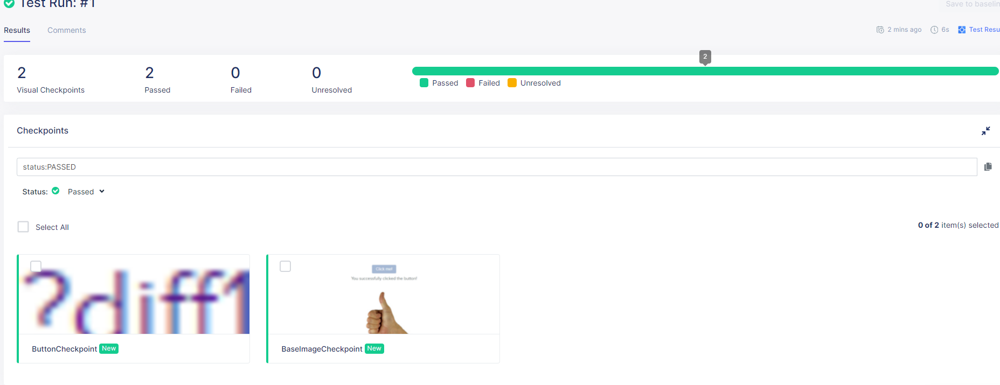 Test Run: #1
Save to baselin
Results
Comments
2 mins ago
6s
Test Resu
2
2
2
0
0
Visual Checkpoints
Passed
Failed
Unresolved
Passed
Failed
Unresolved
Checkpoints
status:PASSED
Status:
Passed
Select All
0 of 2 item(s) selected
?diff1
Click me!
You successfully clicked the button!
ButtonCheckpoint New
BaseImageCheckpoint New